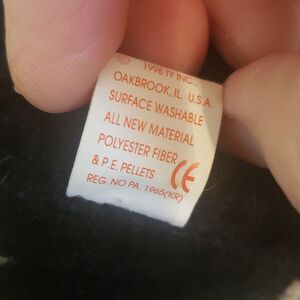 © 1998 TY INC.,
OAKBROOK, IL. U.S.A.
SURFACE WASHABLE
ALL NEW MATERIAL
POLYESTER FIBER
& P.E. PELLETS CE
REG. NO PA. 1965(KR)